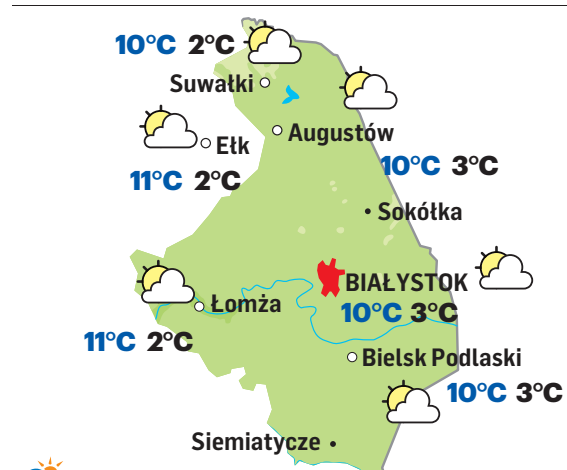 10°C 2°C
Suwałki
Augustów
Ełk
10°C 3°C
11°C 2°C
Sokółka
BIAŁYSTOK
Łomża
10°C 3°C
11°C 2°C
Bielsk Podlaski
10°C 3°C
Siemiatycze